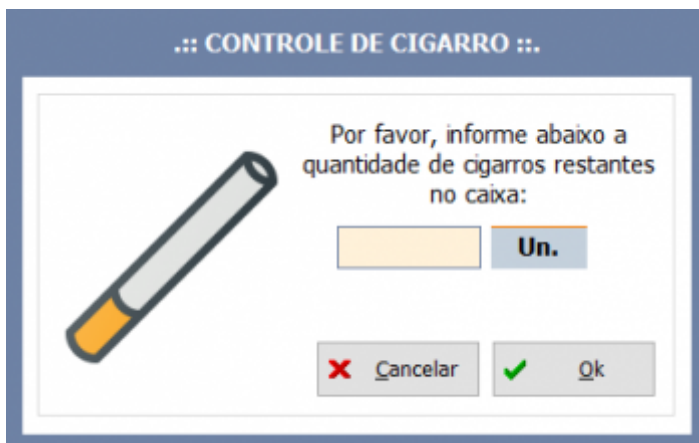 .:: CONTROLE DE CIGARRO ::.
Por favor, informe abaixo a
quantidade de cigarros restantes
no caixa:
Un.
Cancelar
Ok